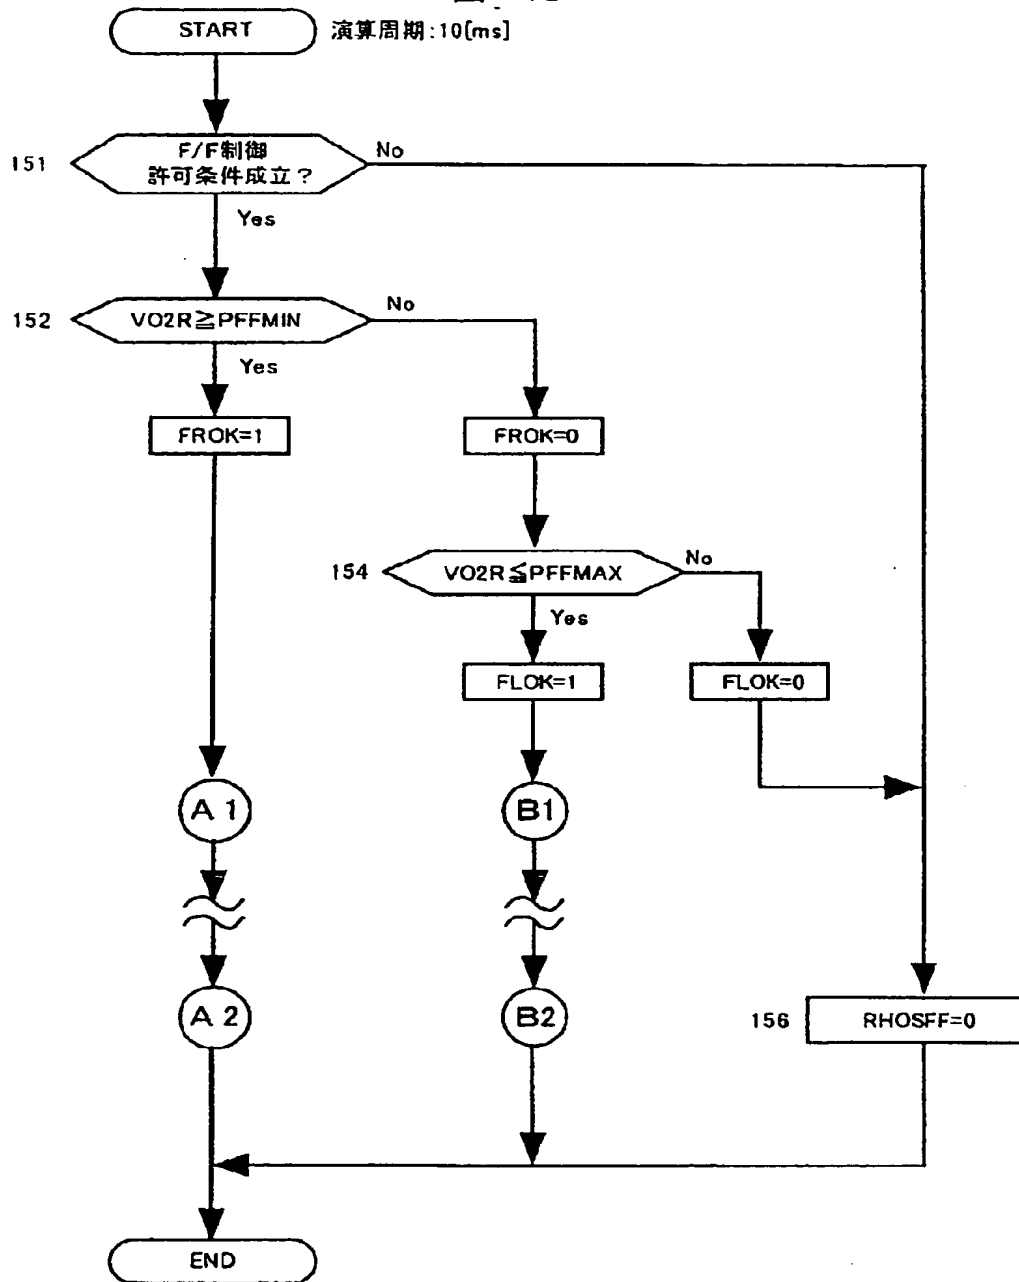 START 演算周期:10[ms]
151
F/F制御
許可条件成立?
No
Yes
152
VO2R≧PFFMIN
No
Yes
FROK=1
FROK=0
154
VO2R≦PFFMAX
No
Yes
FLOK=1
FLOK=0
A1
B1
A2
B2
156
RHOSFF=0
END